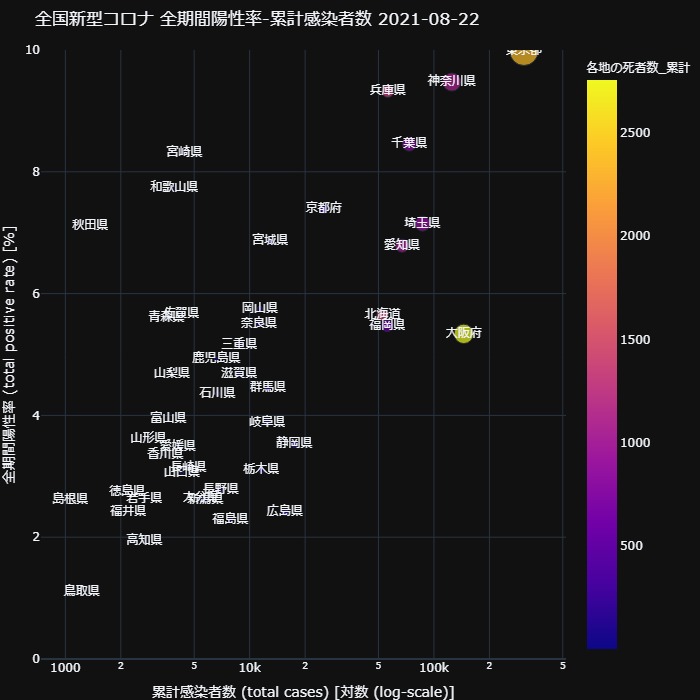 全国新型コロナ 全期間陽性率-累計感染者数 2021-08-22
各地の死者数_累計
2500
2000
1500
1000
500
全期間陽性率 (total positive rate) [%]
10
8
6
4
2
0
東京都
神奈川県
兵庫県
千葉県
宮崎県
和歌山県
京都府
秋田県
埼玉県
宮城県
愛知県
岡山県
佐賀県
青森県
北海道
奈良県
福岡県
大阪府
三重県
鹿児島県
山梨県
滋賀県
群馬県
石川県
富山県
岐阜県
山形県
静岡県
愛媛県
香川県
長崎県
山口県
栃木県
徳島県
長野県
島根県
岩手県
新潟県
福井県
広島県
福島県
高知県
鳥取県
1000
2
5
10k
2
5
100k
2
5
累計感染者数 (total cases) [対数 (log-scale)]